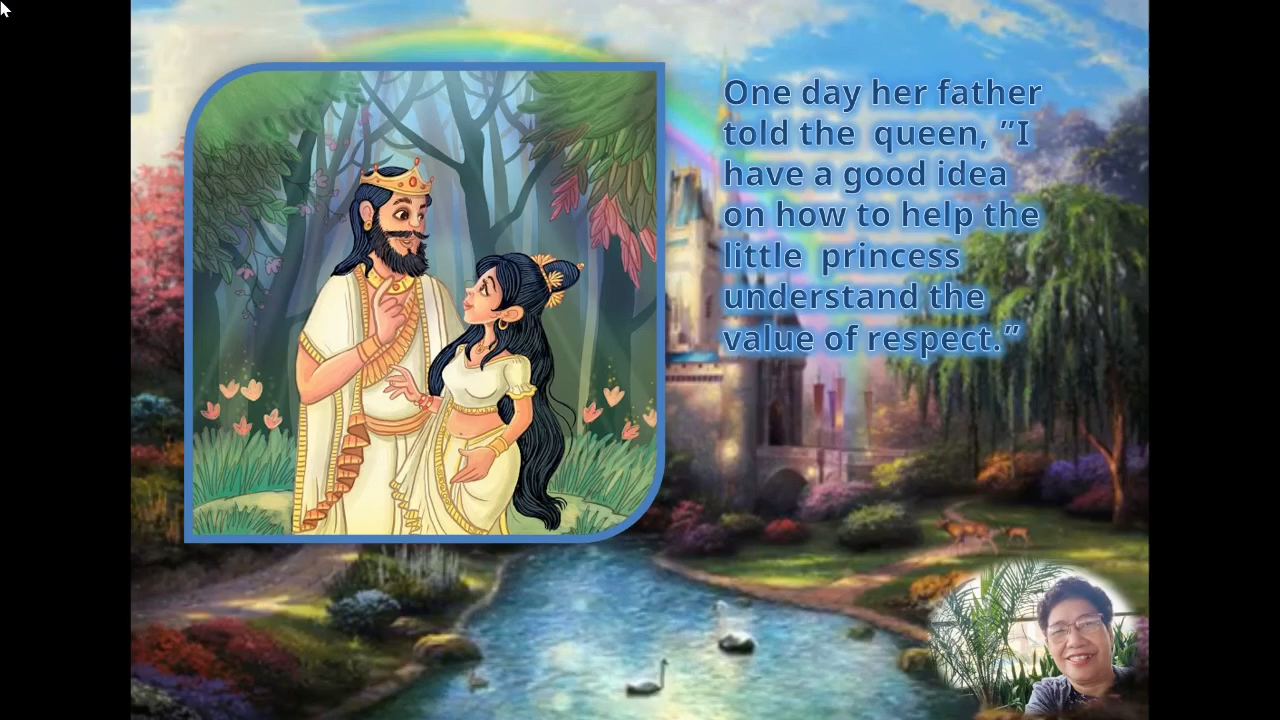 One day her father
told the  queen, ”I
have a good idea
on how to help the
little  princess
understand the
value of respect.”